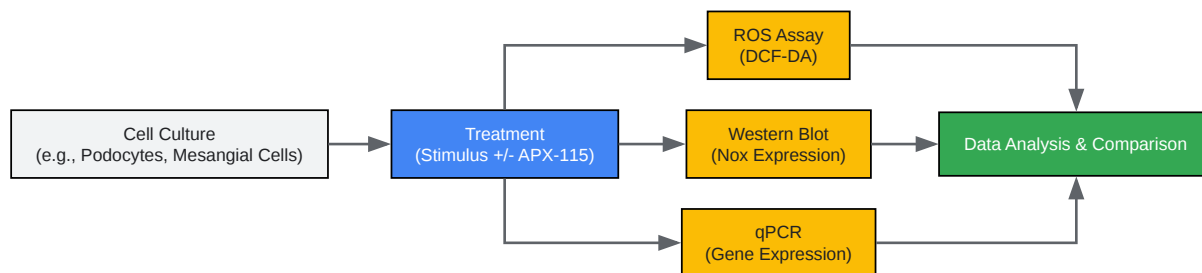 Cell Culture
(e.g., Podocytes, Mesangial Cells)
Treatment
(Stimulus +/- APX-115)
ROS Assay
(DCF-DA)
Western Blot
(Nox Expression)
qPCR
(Gene Expression)
Data Analysis & Comparison